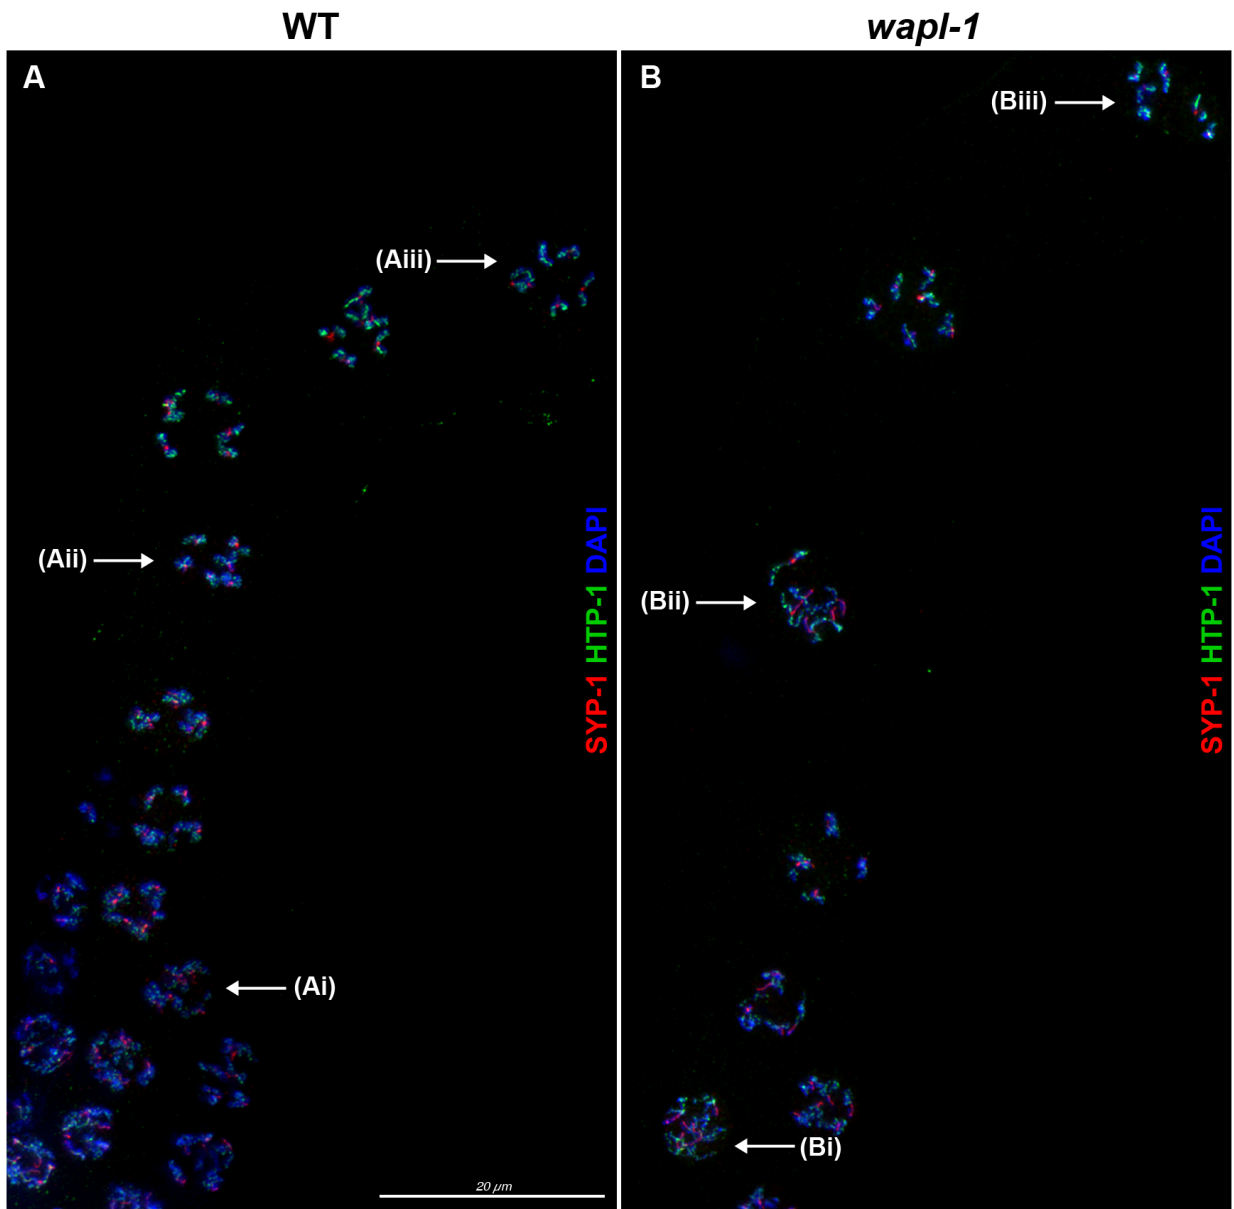 WT
wapl-1
A
B
(Biii)
(Aiii)
(Aii)
(Bii)
SYP-1 HTP-1 DAPI
SYP-1 HTP-1 DAPI
(Ai)
(Bi)
20 µm